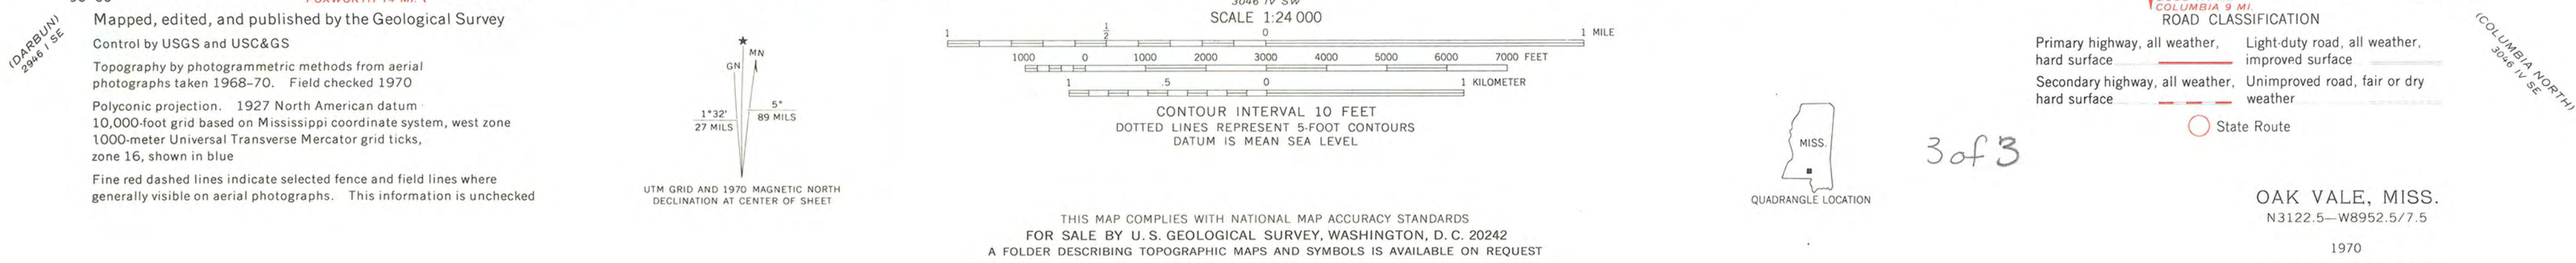 (DARBUN)
2946 I SE
Mapped, edited, and published by the Geological Survey
Control by USGS and USC&GS
Topography by photogrammetric methods from aerial
photographs taken 1968–70. Field checked 1970
Polyconic projection. 1927 North American datum
10,000-foot grid based on Mississippi coordinate system, west zone
1000-meter Universal Transverse Mercator grid ticks,
zone 16, shown in blue
Fine red dashed lines indicate selected fence and field lines where
generally visible on aerial photographs. This information is unchecked
★
MN
GN
1°32'
27 MILS
5°
89 MILS
UTM GRID AND 1970 MAGNETIC NORTH
DECLINATION AT CENTER OF SHEET
3046 IV SW
SCALE 1:24 000
1 1/2 0 1 MILE
1000 0 1000 2000 3000 4000 5000 6000 7000 FEET
1 .5 0 1 KILOMETER
CONTOUR INTERVAL 10 FEET
DOTTED LINES REPRESENT 5-FOOT CONTOURS
DATUM IS MEAN SEA LEVEL
THIS MAP COMPLIES WITH NATIONAL MAP ACCURACY STANDARDS
FOR SALE BY U. S. GEOLOGICAL SURVEY, WASHINGTON, D. C. 20242
A FOLDER DESCRIBING TOPOGRAPHIC MAPS AND SYMBOLS IS AVAILABLE ON REQUEST
MISS.
QUADRANGLE LOCATION
3 of 3
COLUMBIA 9 MI.
ROAD CLASSIFICATION
Primary highway, all weather,
hard surface
Light-duty road, all weather,
improved surface
Secondary highway, all weather,
hard surface
Unimproved road, fair or dry
weather
State Route
(COLUMBIA NORTH)
3046 IV SE
OAK VALE, MISS.
N3122.5—W8952.5/7.5
1970